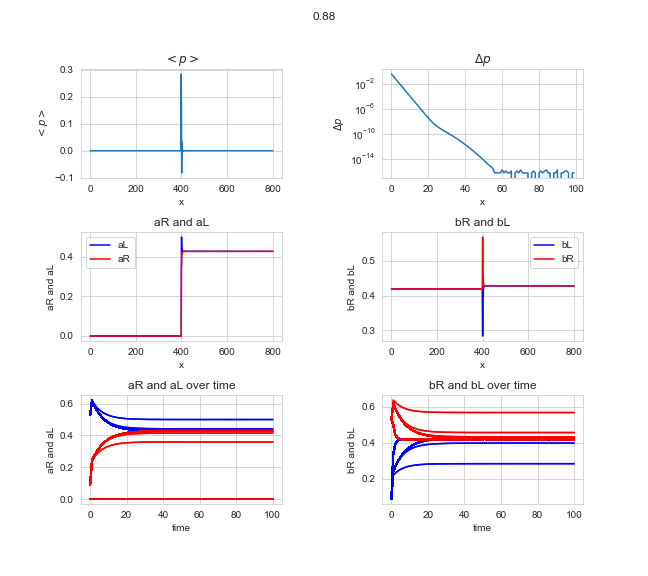 0.88
< p >
Δp
0.3
0.2
0.1
0.0
−0.1
< p >
0 200 400 600 800
x
10⁻²
10⁻⁶
10⁻¹⁰
10⁻¹⁴
Δp
0 20 40 60 80 100
x
aR and aL
bR and bL
aL
aR
0.4
0.2
0.0
aR and aL
0 200 400 600 800
x
bL
bR
0.5
0.4
0.3
bR and bL
0 200 400 600 800
x
aR and aL over time
bR and bL over time
0.6
0.4
0.2
0.0
aR and aL
0 20 40 60 80 100
time
0.6
0.4
0.2
bR and bL
0 20 40 60 80 100
time